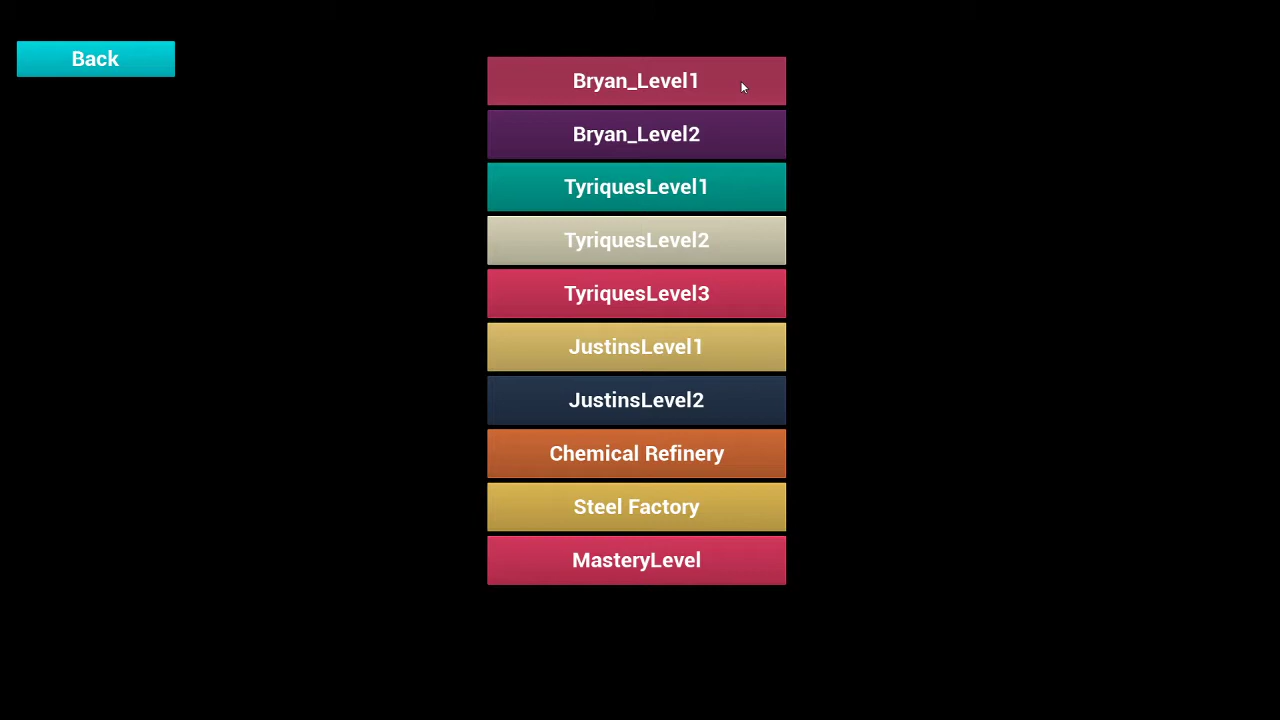 Back
Bryan_Level1
Bryan_Level2
TyriquesLevel1
TyriquesLevel2
TyriquesLevel3
JustinsLevel1
JustinsLevel2
Chemical Refinery
Steel Factory
MasteryLevel